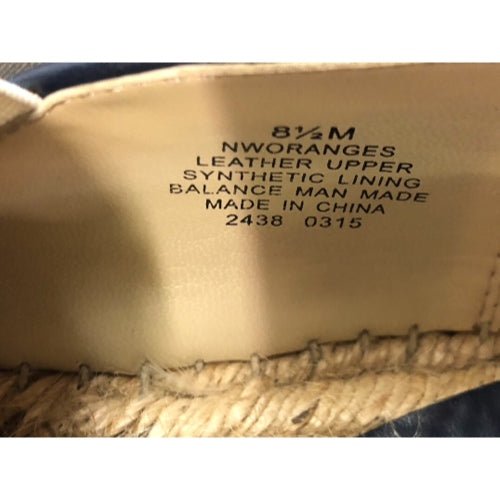 8½M
NWORANGES
LEATHER UPPER
SYNTHETIC LINING
BALANCE MAN MADE
MADE IN CHINA
2438 0315